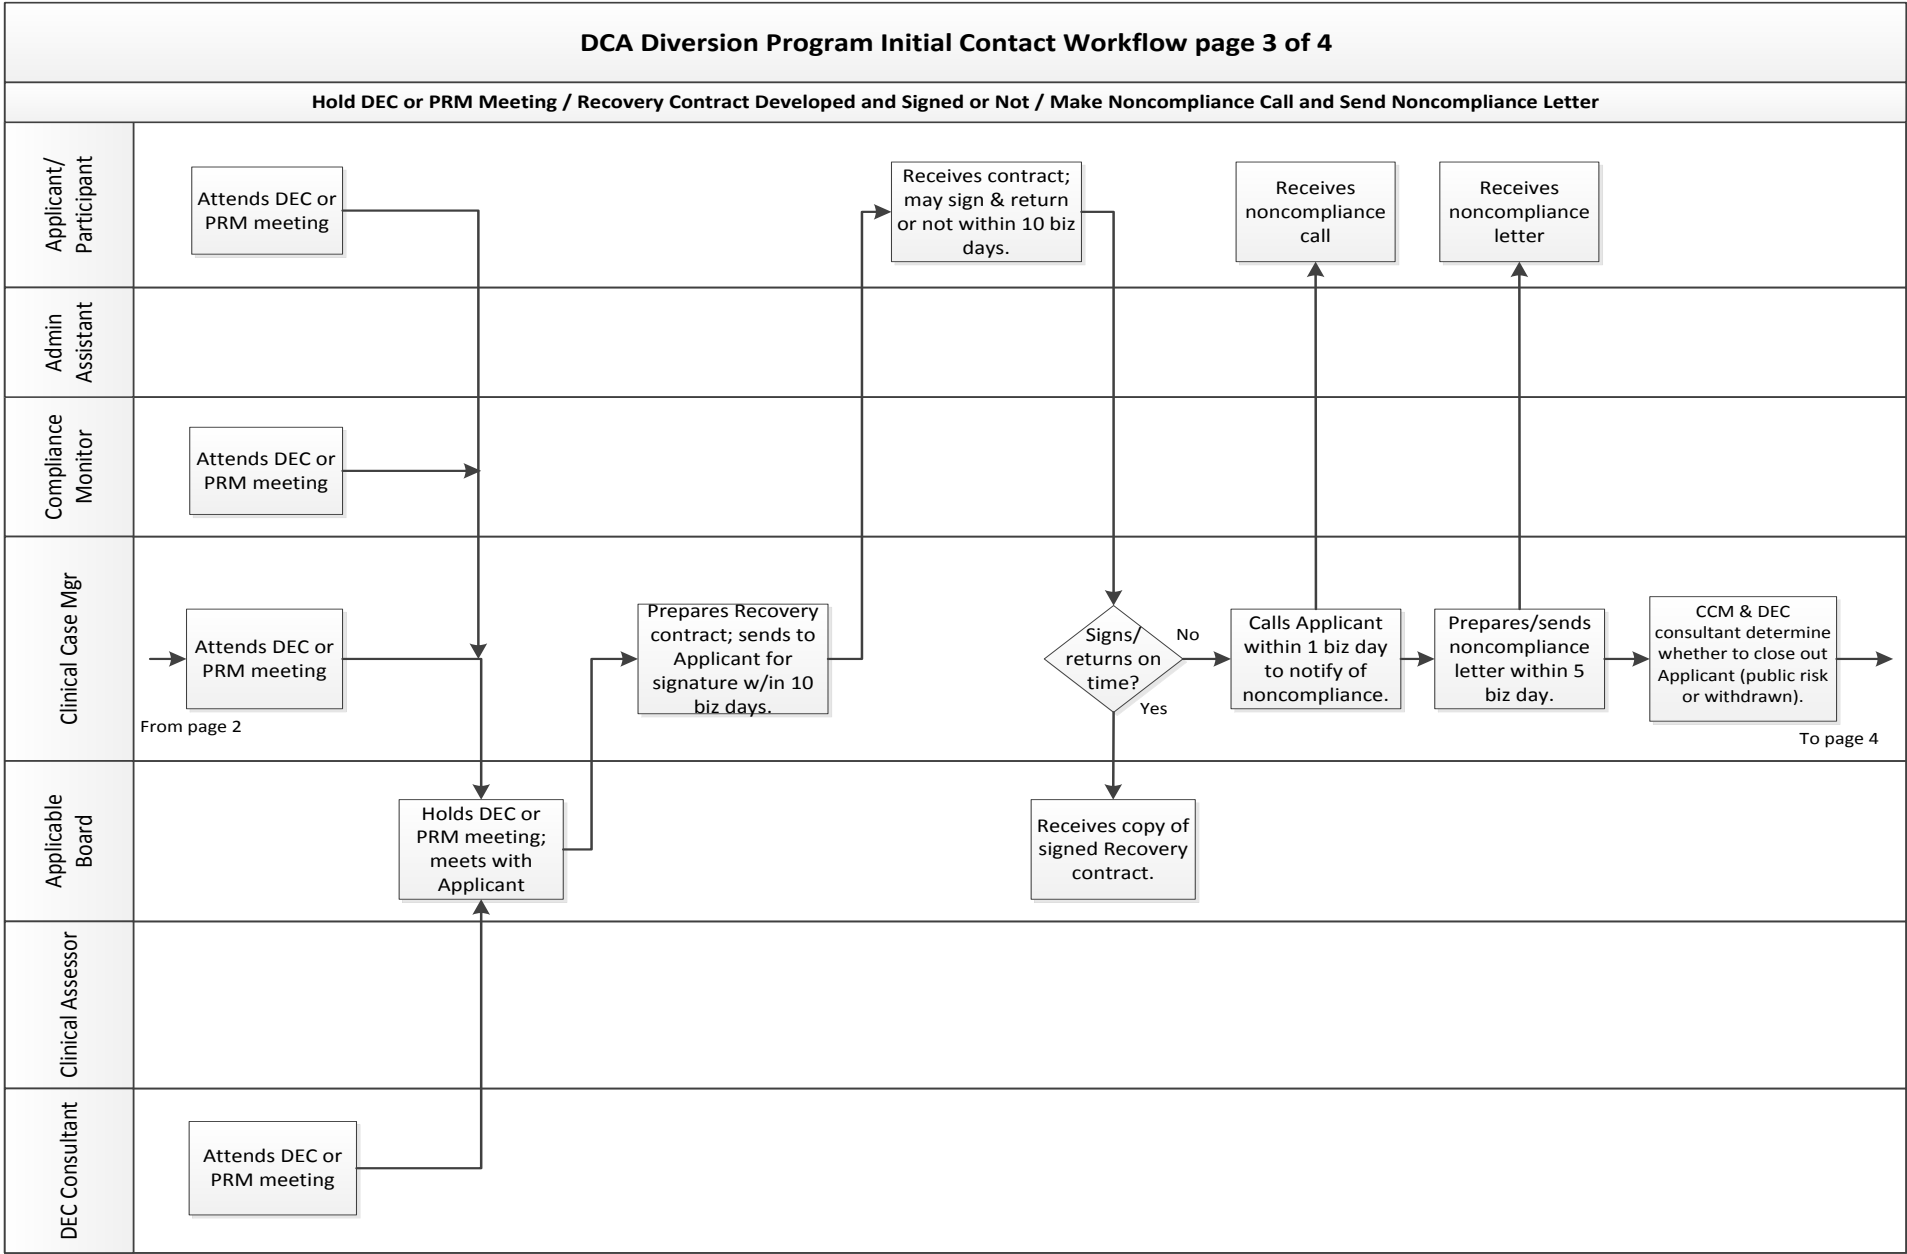 DCA Diversion Program Initial Contact Workflow page 3 of 4
Hold DEC or PRM Meeting / Recovery Contract Developed and Signed or Not / Make Noncompliance Call and Send Noncompliance Letter
Applicant/
Participant
Attends DEC or
PRM meeting
Receives contract;
may sign & return
or not within 10 biz
days.
Receives
noncompliance
call
Receives
noncompliance
letter
Admin
Assistant
Compliance
Monitor
Attends DEC or
PRM meeting
Clinical Case Mgr
From page 2
Attends DEC or
PRM meeting
Prepares Recovery
contract; sends to
Applicant for
signature w/in 10
biz days.
Signs/
returns on
time?
No
Yes
Calls Applicant
within 1 biz day
to notify of
noncompliance.
Prepares/sends
noncompliance
letter within 5
biz day.
CCM & DEC
consultant determine
whether to close out
Applicant (public risk
or withdrawn).
To page 4
Applicable
Board
Holds DEC or
PRM meeting;
meets with
Applicant
Receives copy of
signed Recovery
contract.
Clinical Assessor
DEC Consultant
Attends DEC or
PRM meeting